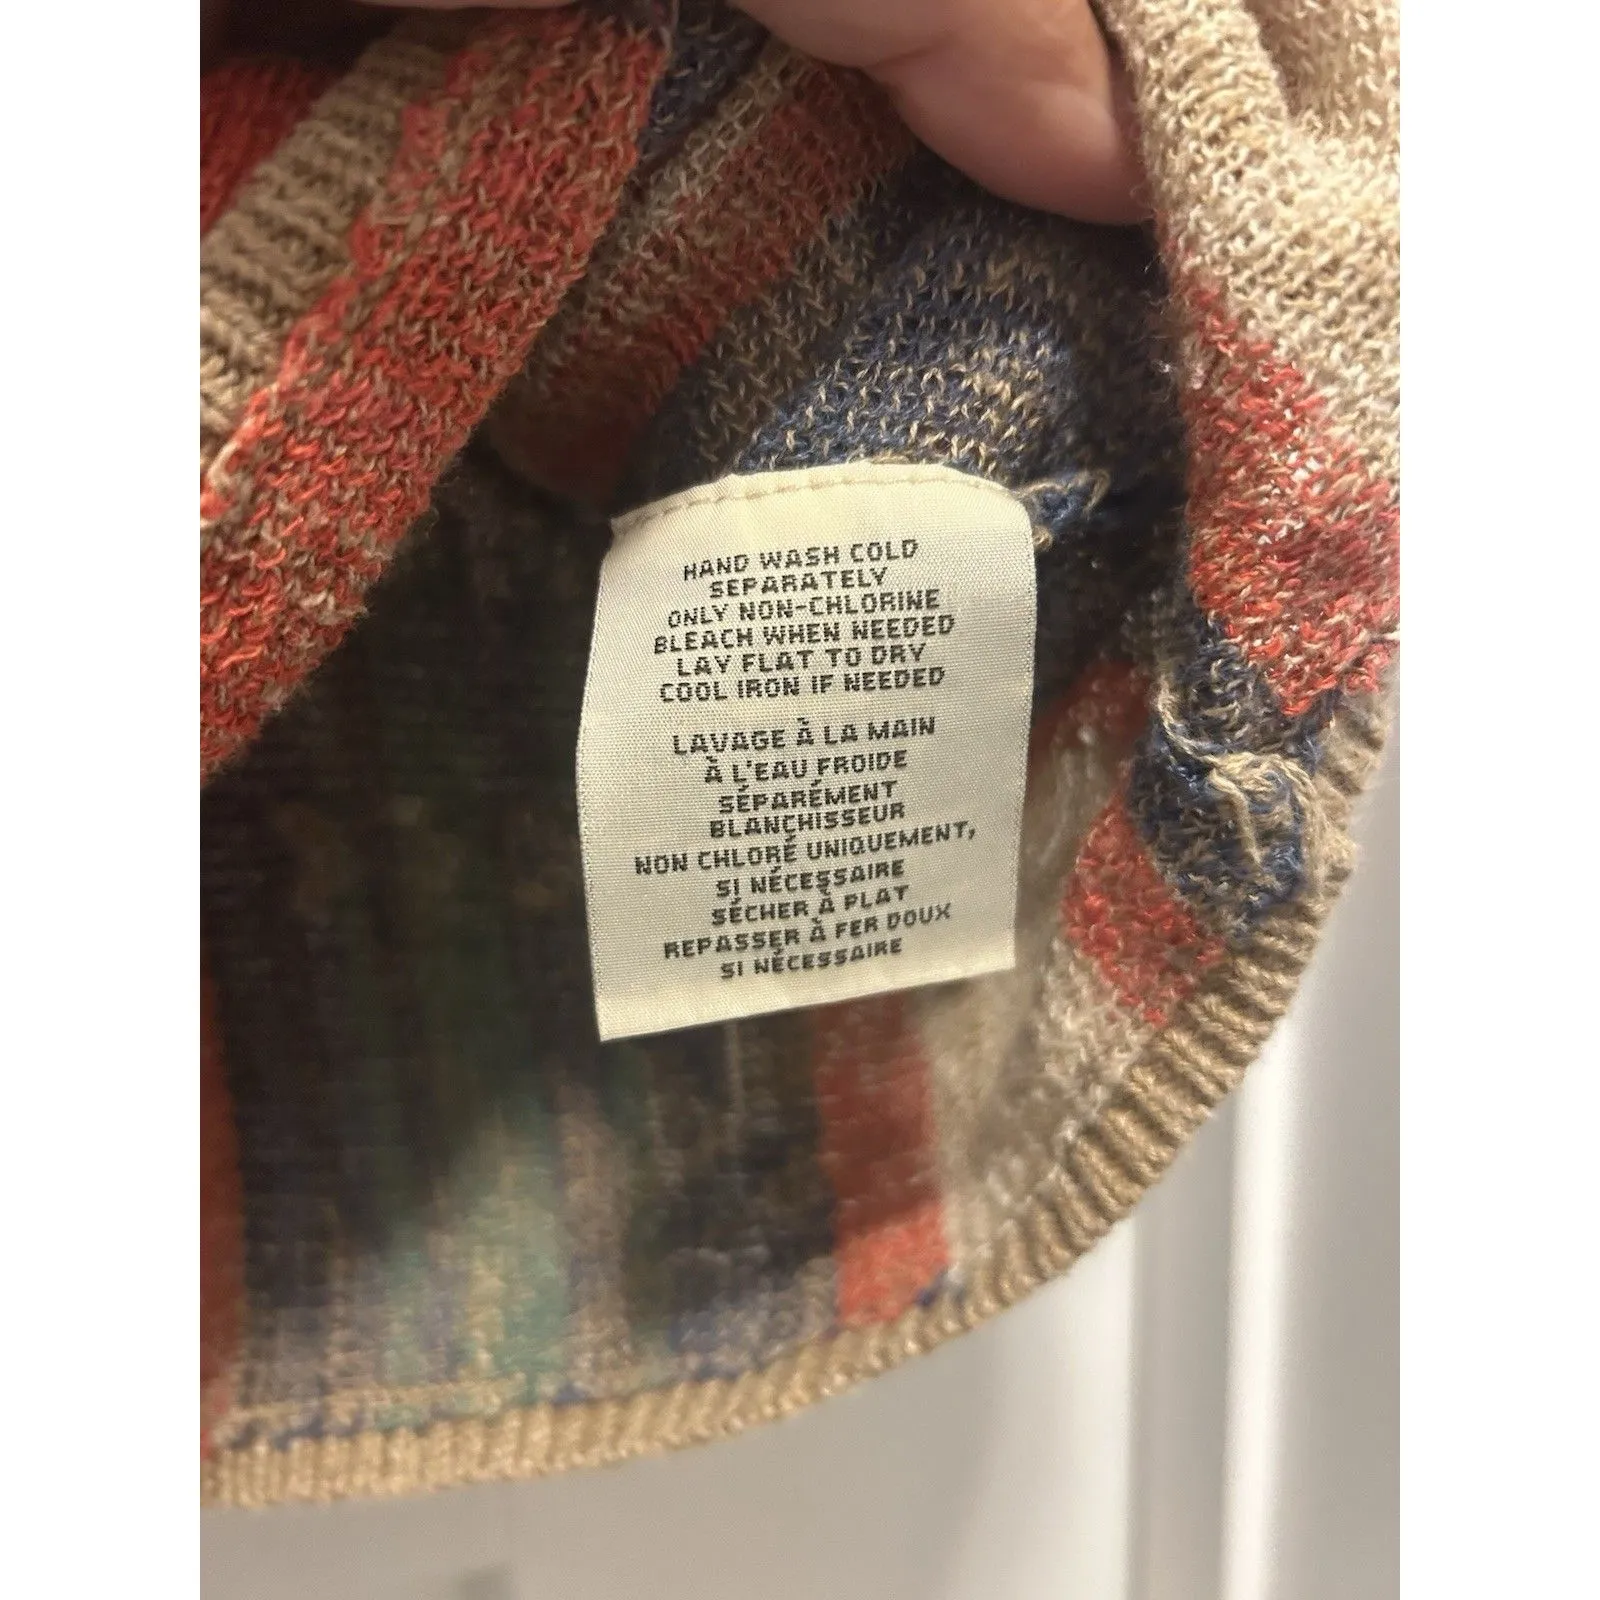 HAND WASH COLD
SEPARATELY
ONLY NON-CHLORINE
BLEACH WHEN NEEDED
LAY FLAT TO DRY
COOL IRON IF NEEDED
LAVAGE À LA MAIN
À L'EAU FROIDE
SÉPARÉMENT
BLANCHISSEUR
NON CHLORÉ UNIQUEMENT,
SI NÉCESSAIRE
SÉCHER À PLAT
REPASSER À FER DOUX
SI NÉCESSAIRE